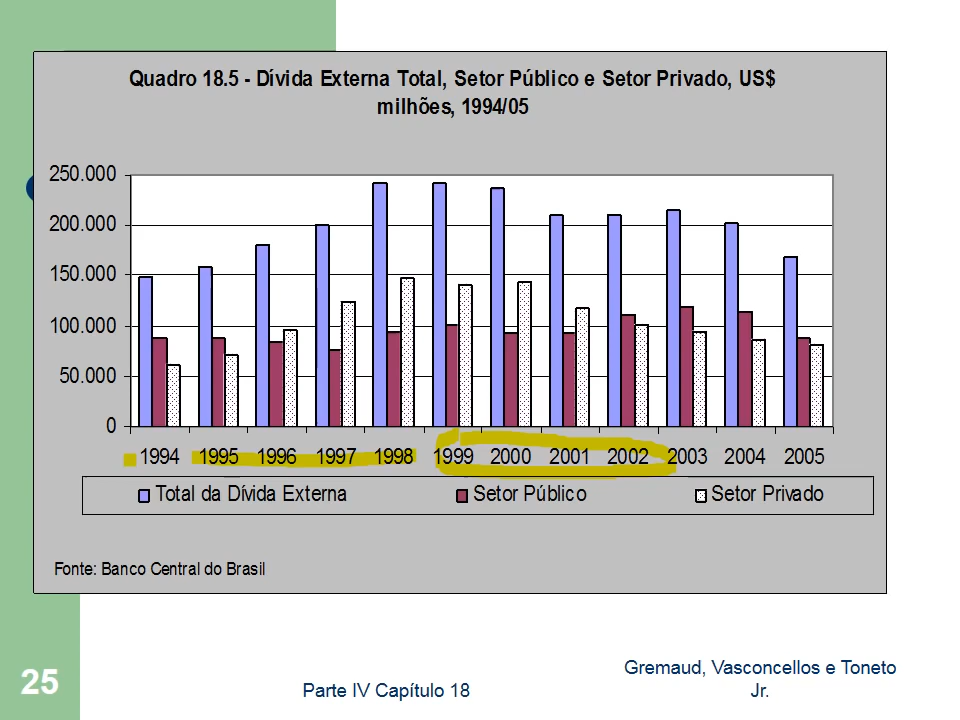 Quadro 18.5 - Dívida Externa Total, Setor Público e Setor Privado, US$
milhões, 1994/05
250.000
200.000
150.000
100.000
50.000
0
1994 1995 1996 1997 1998 1999 2000 2001 2002 2003 2004 2005
Total da Dívida Externa Setor Público Setor Privado
Fonte: Banco Central do Brasil
25
Parte IV Capítulo 18
Gremaud, Vasconcellos e Toneto
Jr.